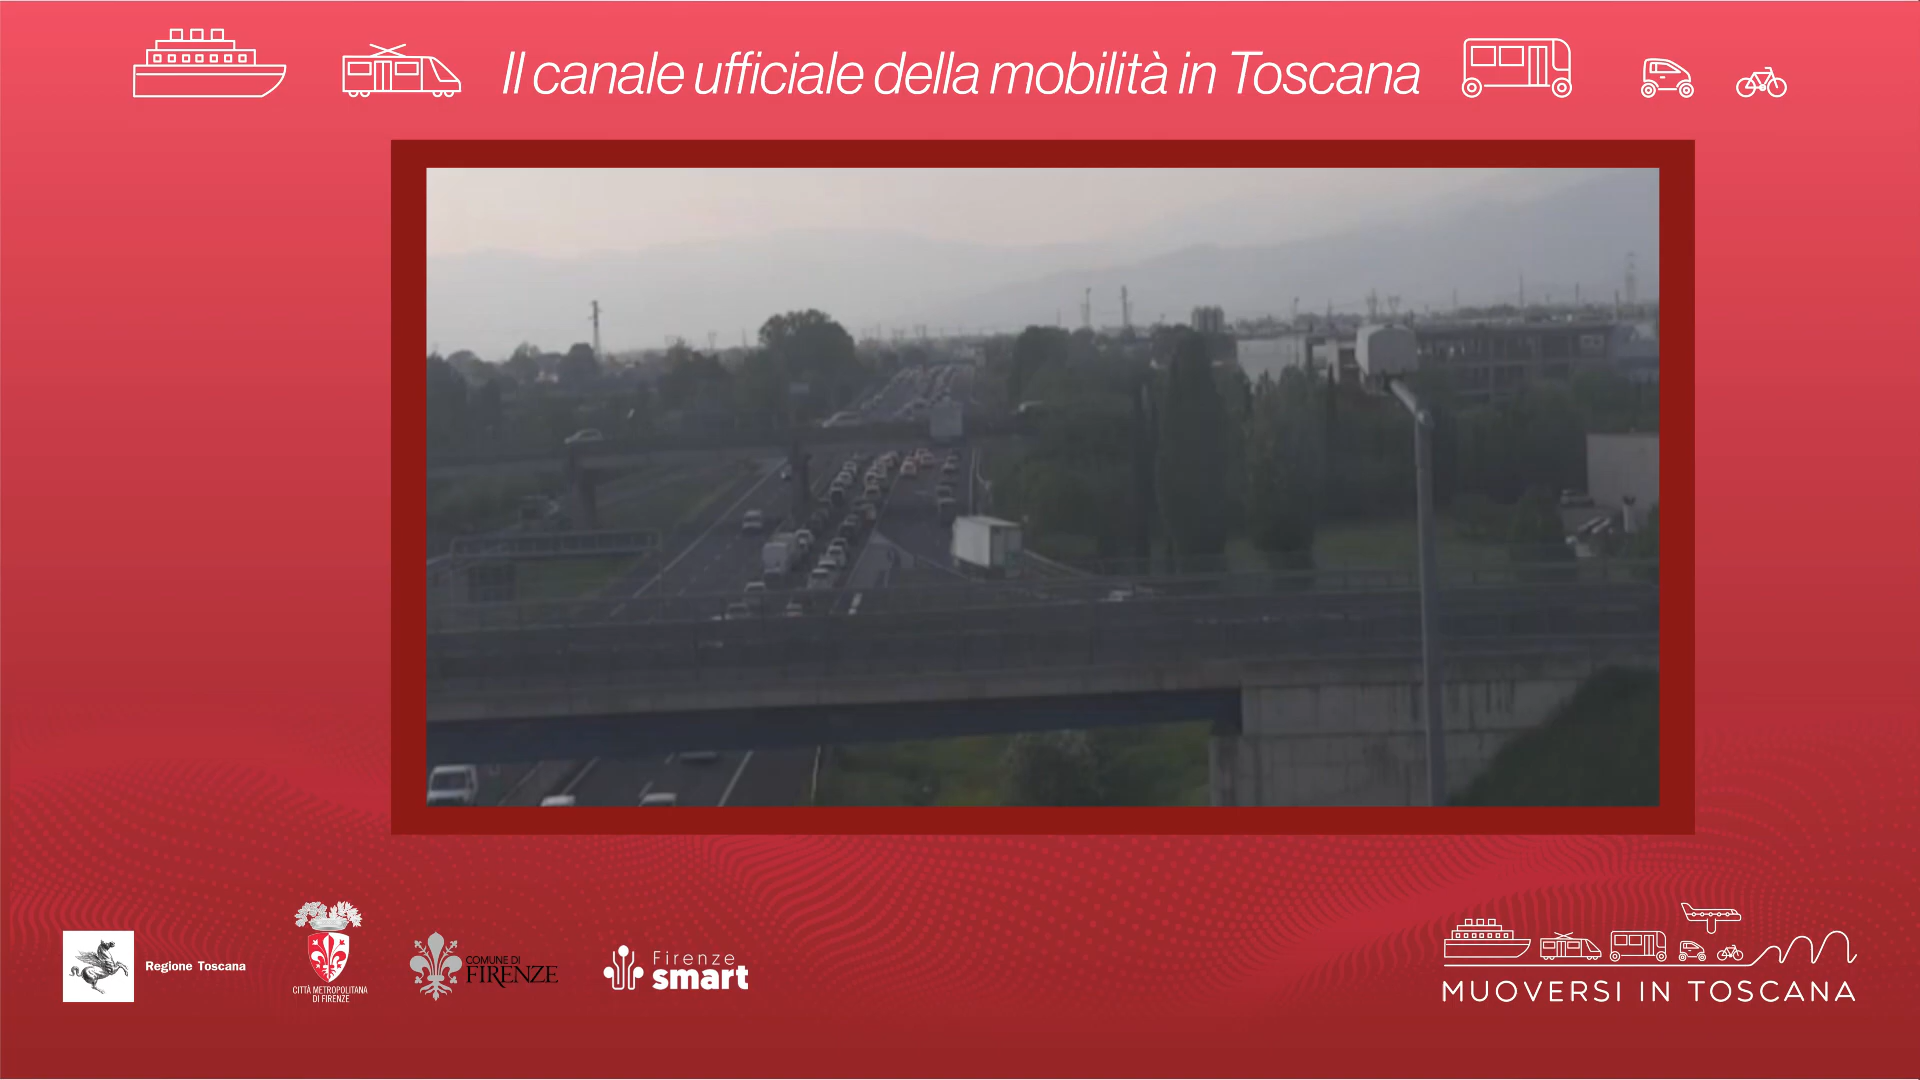 Il canale ufficiale della mobilità in Toscana
Regione Toscana
CITTÀ METROPOLITANA
DI FIRENZE
COMUNE DI
FIRENZE
Firenze
smart
MUOVERSI IN TOSCANA